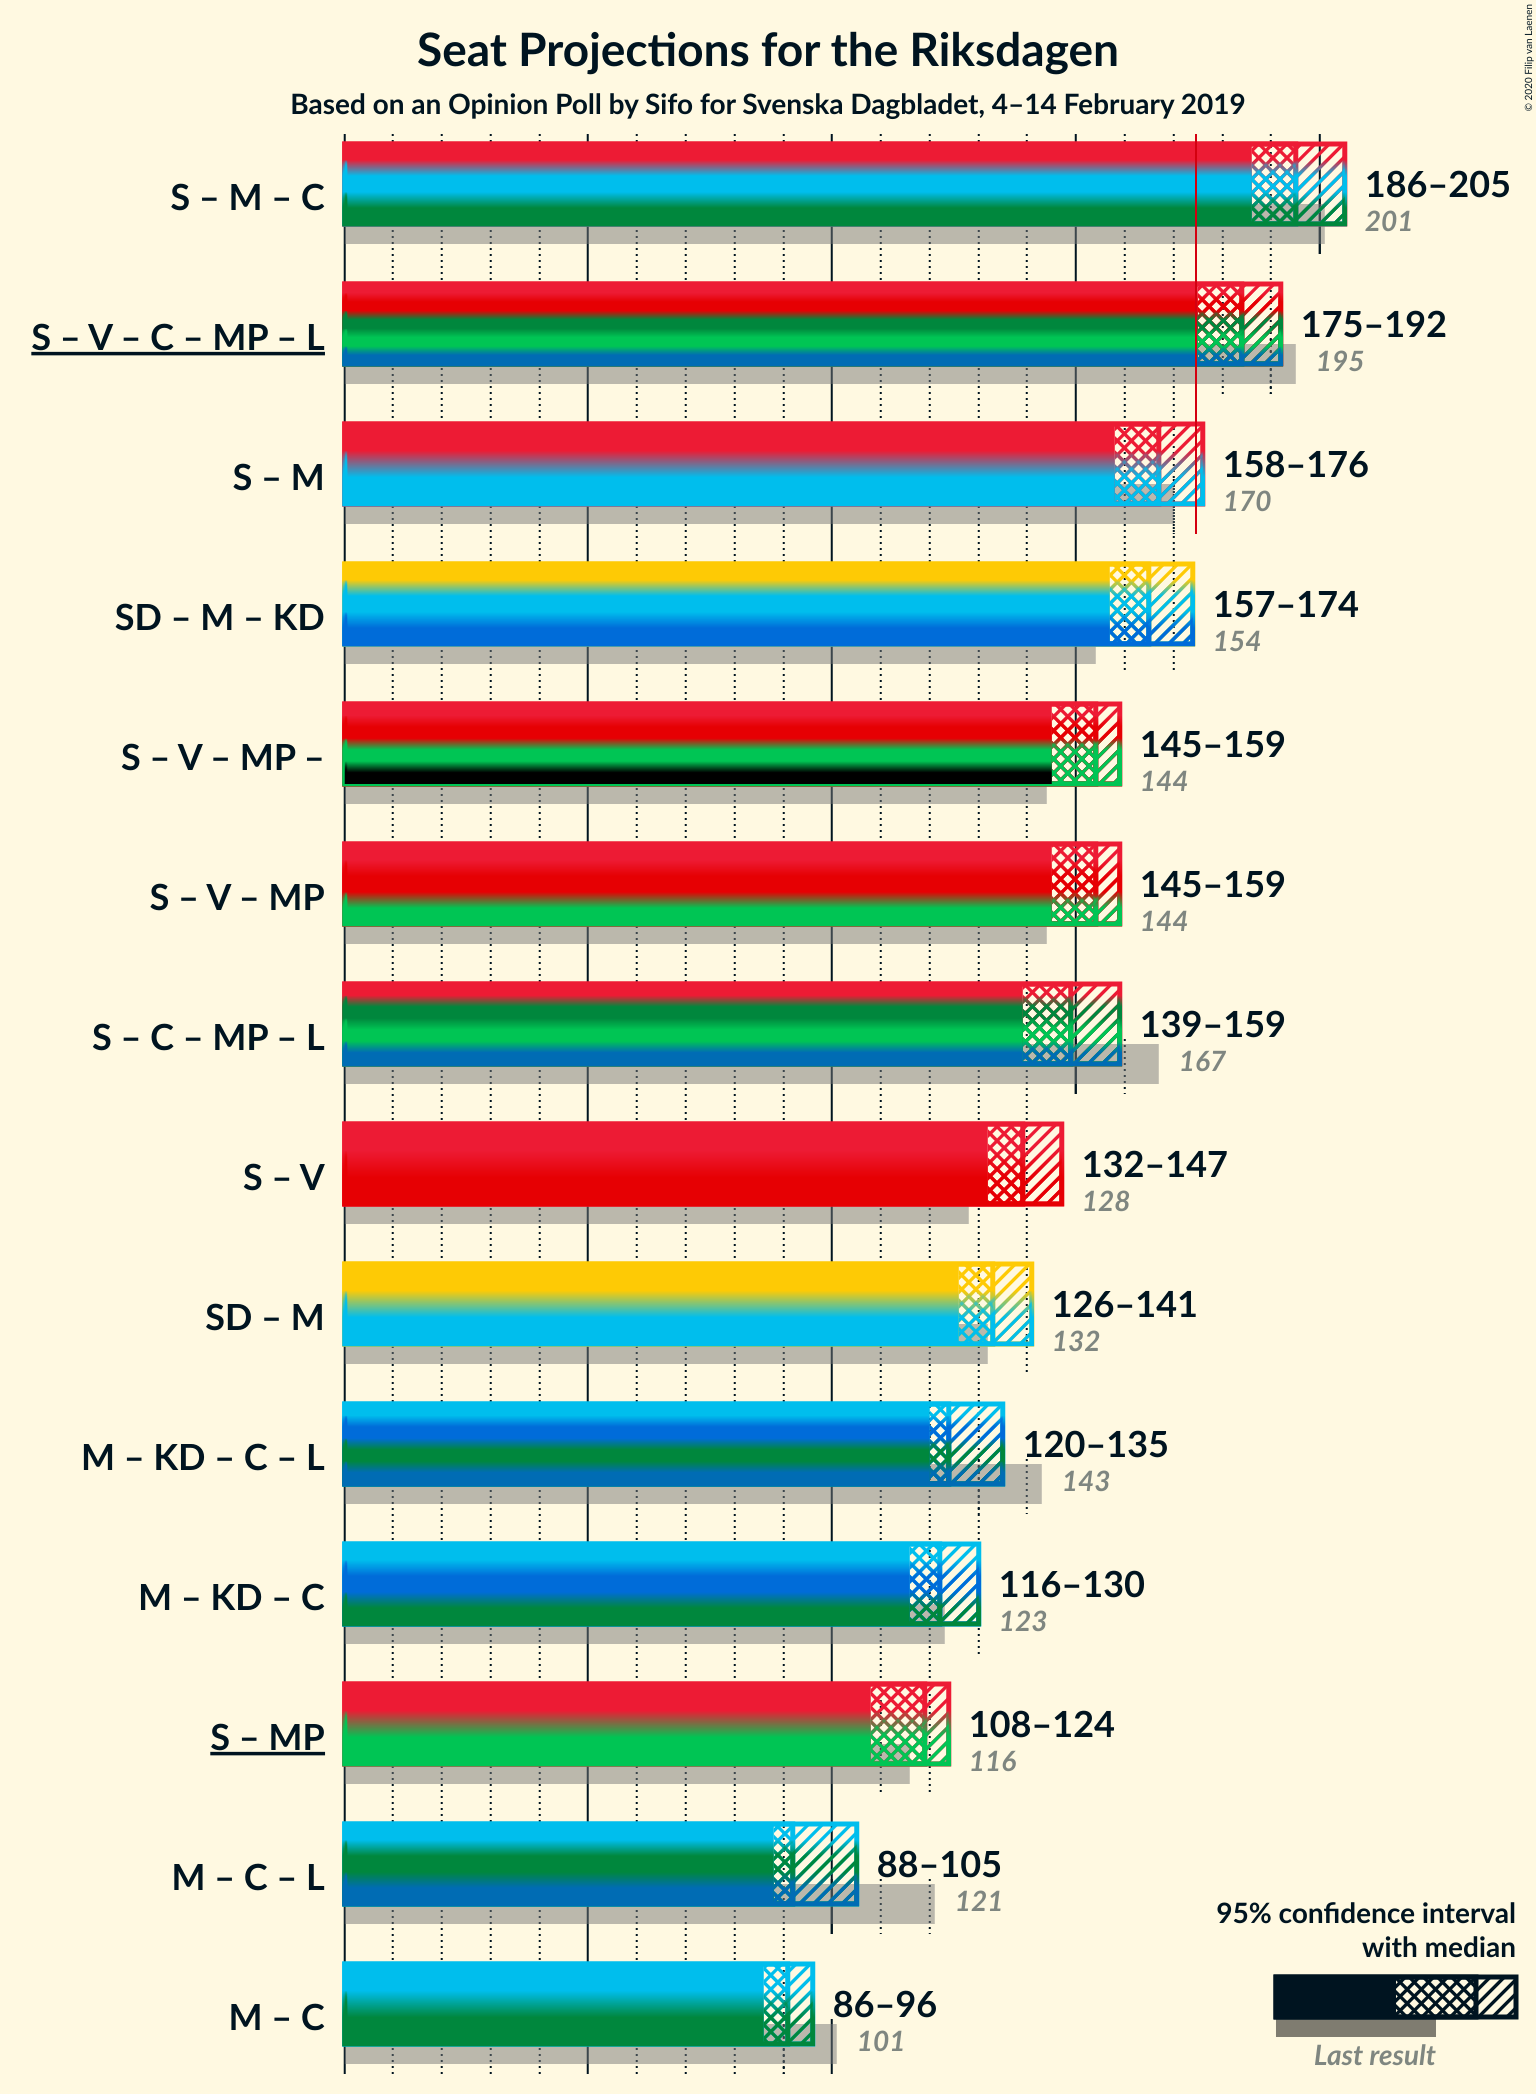 Seat Projections for the Riksdagen
Based on an Opinion Poll by Sifo for Svenska Dagbladet, 4–14 February 2019
© 2020 Filip van Laenen
S – M – C
186–205
201
S – V – C – MP – L
175–192
195
S – M
158–176
170
SD – M – KD
157–174
154
S – V – MP –
145–159
144
S – V – MP
145–159
144
S – C – MP – L
139–159
167
S – V
132–147
128
SD – M
126–141
132
M – KD – C – L
120–135
143
M – KD – C
116–130
123
S – MP
108–124
116
M – C – L
88–105
121
M – C
86–96
101
95% confidence interval
with median
Last result